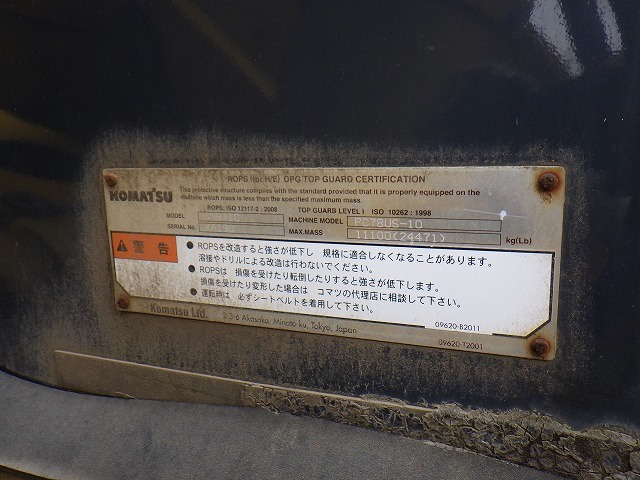 ROPS (for H/E) OPG TOP GUARD CERTIFICATION
KOMATSU
This protective structure complies with the standard provided that it is properly equipped on the
machine which mass is less than the specified maximum mass.
ROPS: ISO 12117-2 : 2008 TOP GUARD LEVEL I ISO 10262 : 1998
MODEL MACHINE MODEL
SERIAL No. MAX.MASS 11100(24471) kg(Lb)
警告
● ROPSを改造すると強さが低下し 規格に適合しなくなることがあります。
溶接やドリルによる改造は行わないでください。
● ROPSは 損傷を受けたり転倒したりすると強さが低下します。
損傷を受けたり変形した場合は コマツの代理店に相談して下さい。
● 運転時は 必ずシートベルトを着用して下さい。
09620-B2011
Komatsu Ltd. 2-3-6 Akasaka, Minato-ku, Tokyo, Japan 09620-T2001